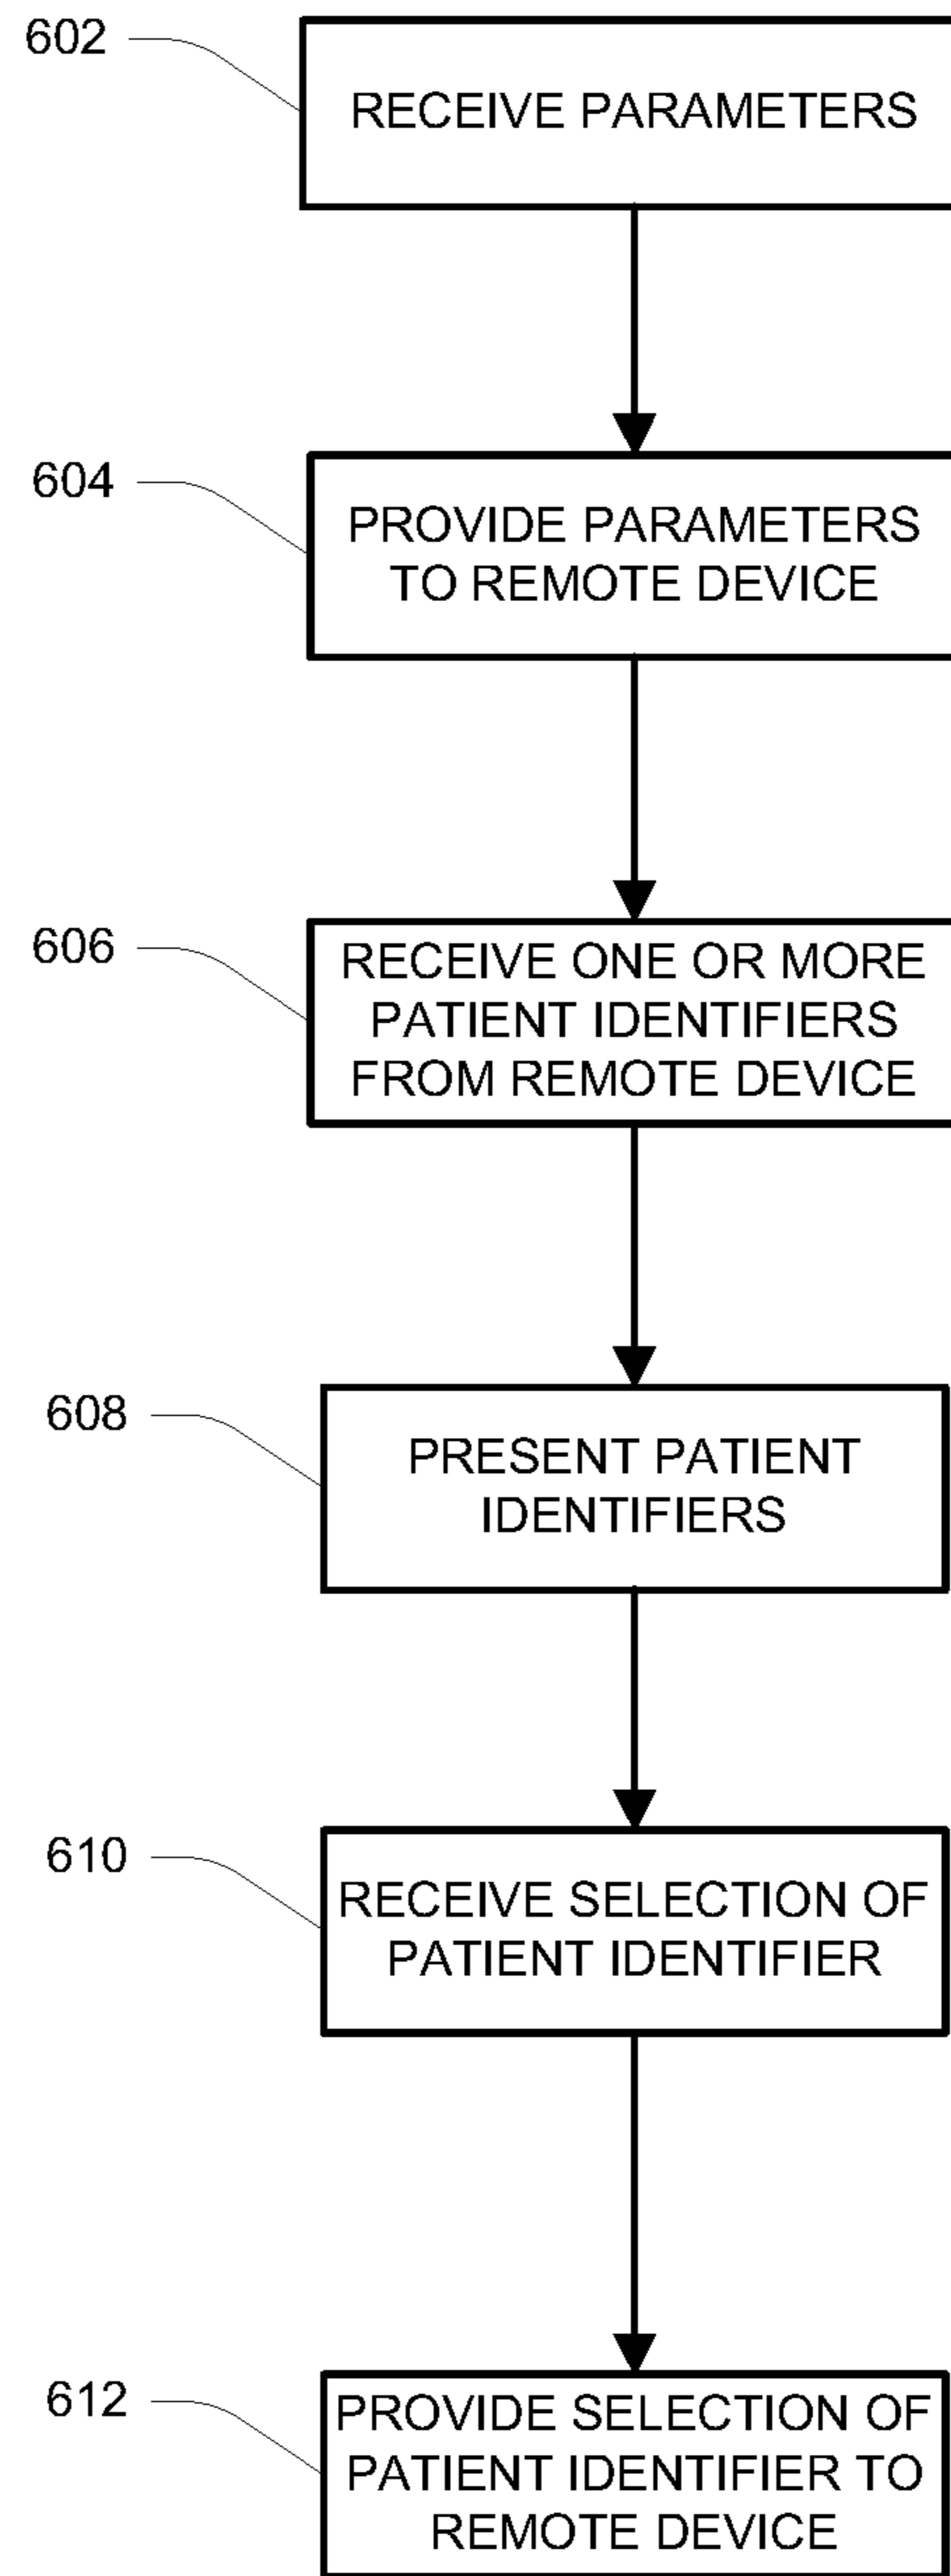 602
RECEIVE PARAMETERS
604
PROVIDE PARAMETERS
TO REMOTE DEVICE
606
RECEIVE ONE OR MORE
PATIENT IDENTIFIERS
FROM REMOTE DEVICE
608
PRESENT PATIENT
IDENTIFIERS
610
RECEIVE SELECTION OF
PATIENT IDENTIFIER
612
PROVIDE SELECTION OF
PATIENT IDENTIFIER TO
REMOTE DEVICE